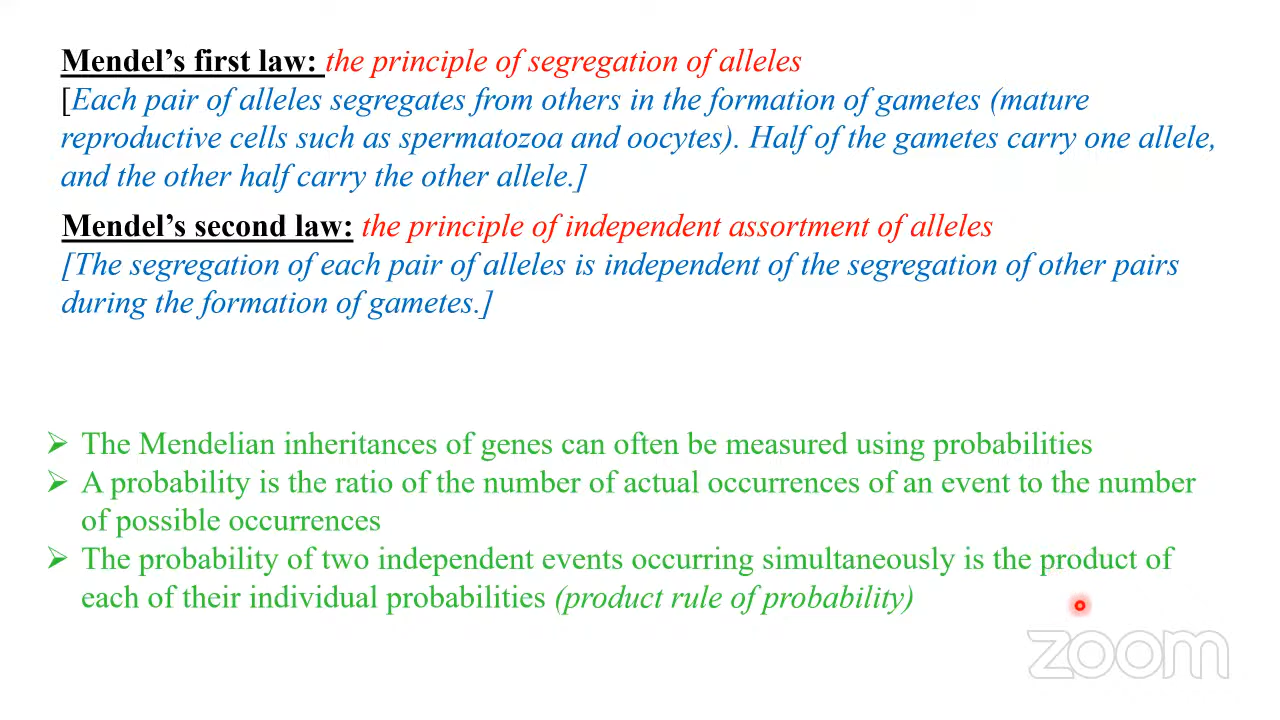 Mendel’s first law: the principle of segregation of alleles
[Each pair of alleles segregates from others in the formation of gametes (mature
reproductive cells such as spermatozoa and oocytes). Half of the gametes carry one allele,
and the other half carry the other allele.]
Mendel’s second law: the principle of independent assortment of alleles
[The segregation of each pair of alleles is independent of the segregation of other pairs
during the formation of gametes.]
➢ The Mendelian inheritances of genes can often be measured using probabilities
➢ A probability is the ratio of the number of actual occurrences of an event to the number
of possible occurrences
➢ The probability of two independent events occurring simultaneously is the product of
each of their individual probabilities (product rule of probability)
zoom